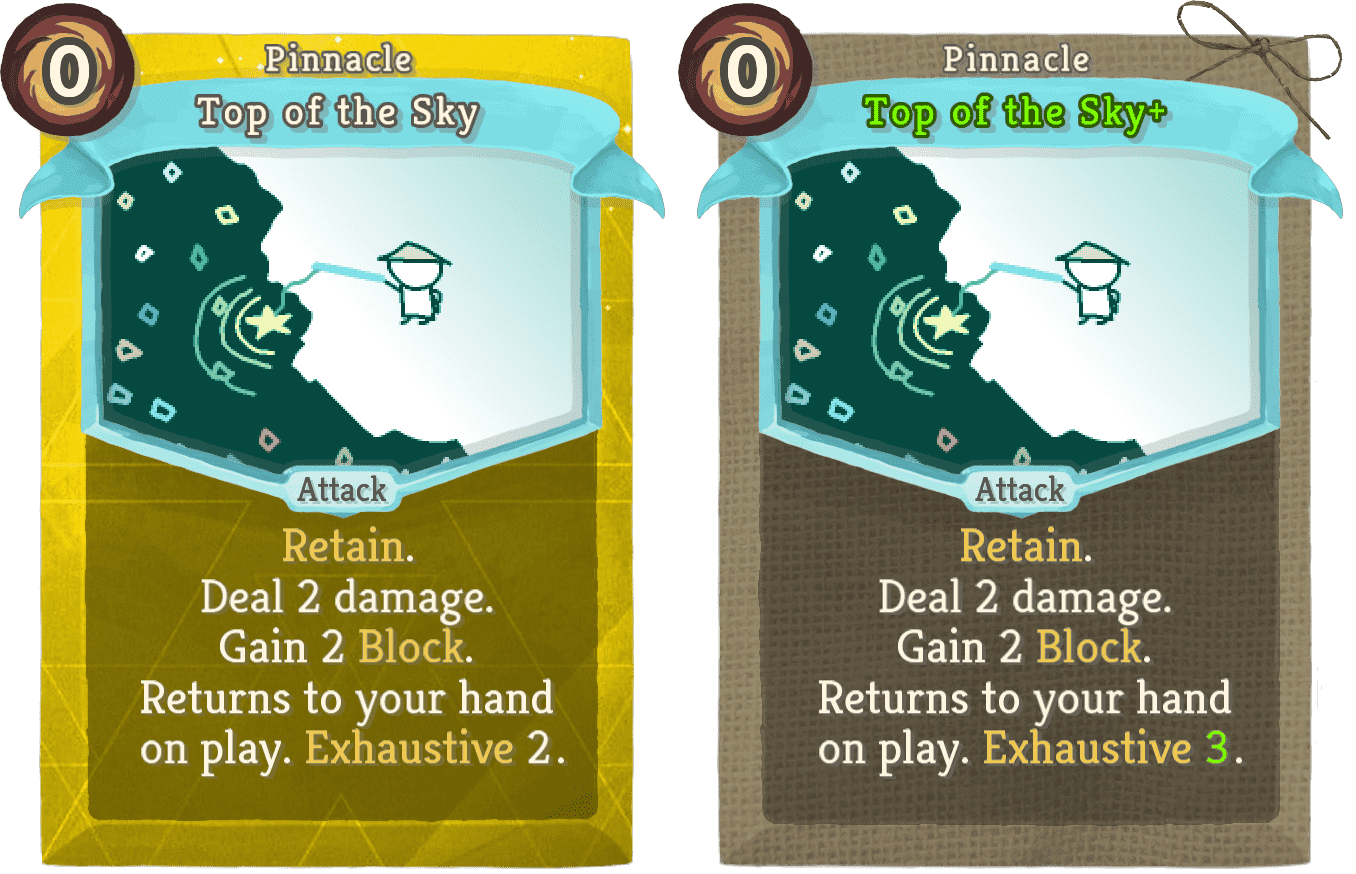 0
Pinnacle
Top of the Sky
Attack
Retain.
Deal 2 damage.
Gain 2 Block.
Returns to your hand
on play. Exhaustive 2.
0
Pinnacle
Top of the Sky+
Attack
Retain.
Deal 2 damage.
Gain 2 Block.
Returns to your hand
on play. Exhaustive 3.